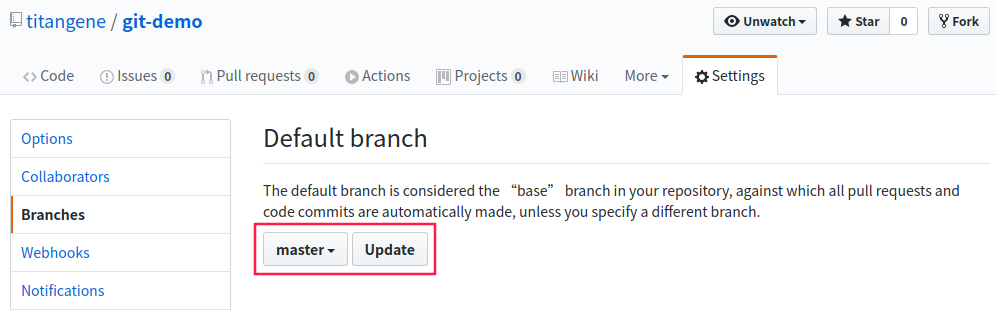 titangene / git-demo
Unwatch Star 0 Fork
Code Issues 0 Pull requests 0 Actions Projects 0 Wiki More Settings
Options
Collaborators
Branches
Webhooks
Notifications
Default branch
The default branch is considered the “base” branch in your repository, against which all pull requests and
code commits are automatically made, unless you specify a different branch.
master Update